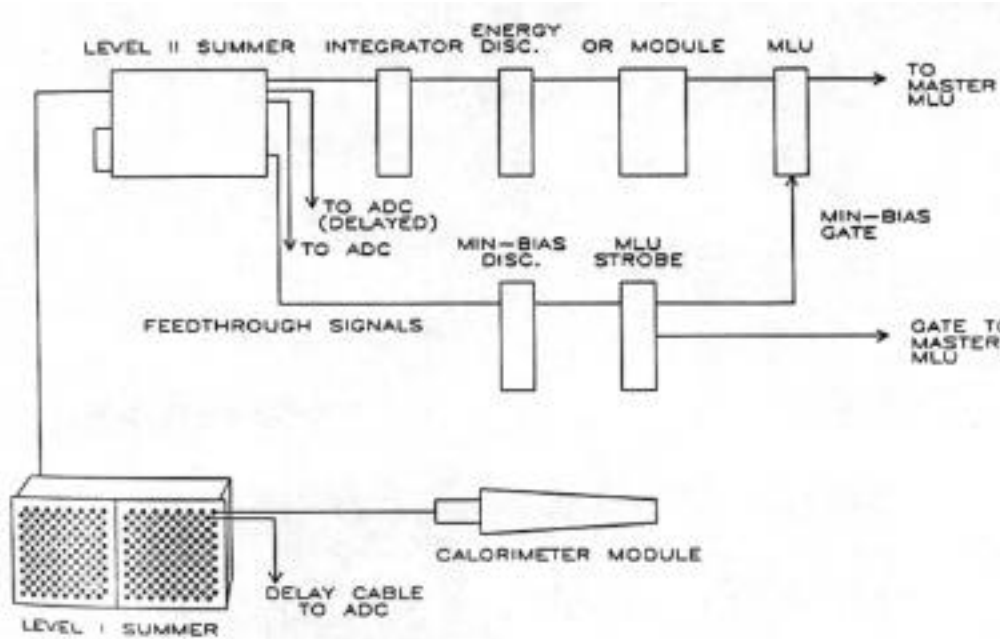 LEVEL II SUMMER
INTEGRATOR
ENERGY
DISC.
OR MODULE
MLU
TO
MASTER
MLU
TO ADC
(DELAYED)
TO ADC
MIN-BIAS
DISC.
MLU
STROBE
MIN-BIAS
GATE
FEEDTHROUGH SIGNALS
GATE TO
MASTER
MLU
CALORIMETER MODULE
DELAY CABLE
TO ADC
LEVEL I SUMMER